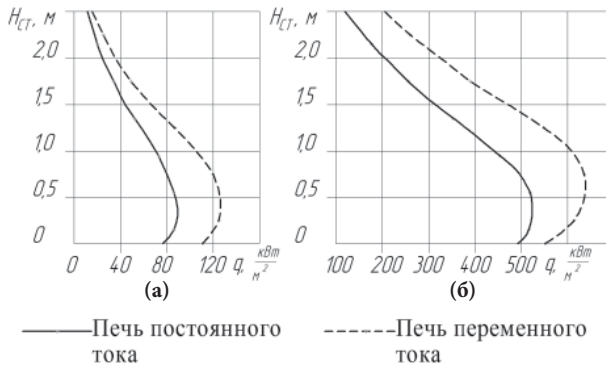 H_СТ, м
2,0
1,5
1,0
0,5
0
0 40 80 120 q, кВт/м²
(а)
H_СТ, м
2,0
1,5
1,0
0,5
0
100 200 300 400 500 q, кВт/м²
(б)
Печь постоянного
тока
Печь переменного
тока